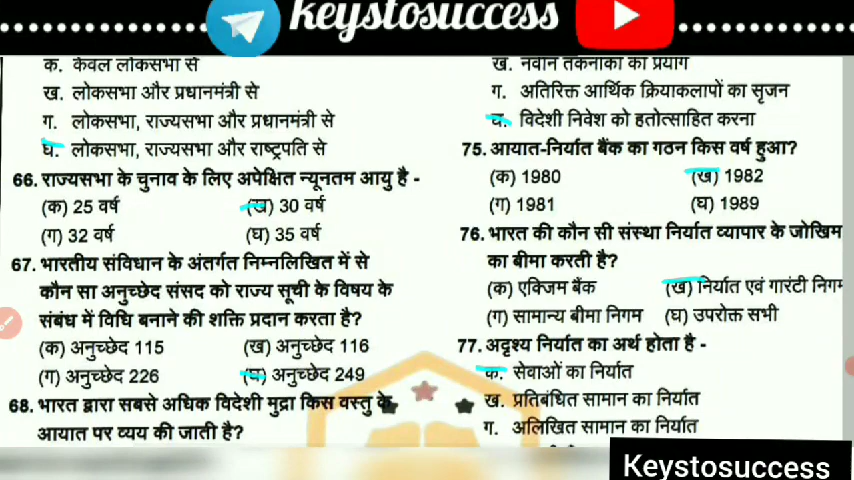 keystosuccess
क. केवल लोकसभा से
ख. लोकसभा और प्रधानमंत्री से
ग. लोकसभा, राज्यसभा और प्रधानमंत्री से
घ. लोकसभा, राज्यसभा और राष्ट्रपति से
66. राज्यसभा के चुनाव के लिए अपेक्षित न्यूनतम आयु है -
(क) 25 वर्ष (ख) 30 वर्ष
(ग) 32 वर्ष (घ) 35 वर्ष
67. भारतीय संविधान के अंतर्गत निम्नलिखित में से
कौन सा अनुच्छेद संसद को राज्य सूची के विषय के
संबंध में विधि बनाने की शक्ति प्रदान करता है?
(क) अनुच्छेद 115 (ख) अनुच्छेद 116
(ग) अनुच्छेद 226 (घ) अनुच्छेद 249
68. भारत द्वारा सबसे अधिक विदेशी मुद्रा किस वस्तु के
आयात पर व्यय की जाती है?
ख. नवीन तकनीकों का प्रयोग
ग. अतिरिक्त आर्थिक क्रियाकलापों का सृजन
घ. विदेशी निवेश को हतोत्साहित करना
75. आयात-निर्यात बैंक का गठन किस वर्ष हुआ?
(क) 1980 (ख) 1982
(ग) 1981 (घ) 1989
76. भारत की कौन सी संस्था निर्यात व्यापार के जोखिम
का बीमा करती है?
(क) एक्जिम बैंक (ख) निर्यात एवं गारंटी निगम
(ग) सामान्य बीमा निगम (घ) उपरोक्त सभी
77. अदृश्य निर्यात का अर्थ होता है -
क. सेवाओं का निर्यात
ख. प्रतिबंधित सामान का निर्यात
ग. अलिखित सामान का निर्यात
Keystosuccess